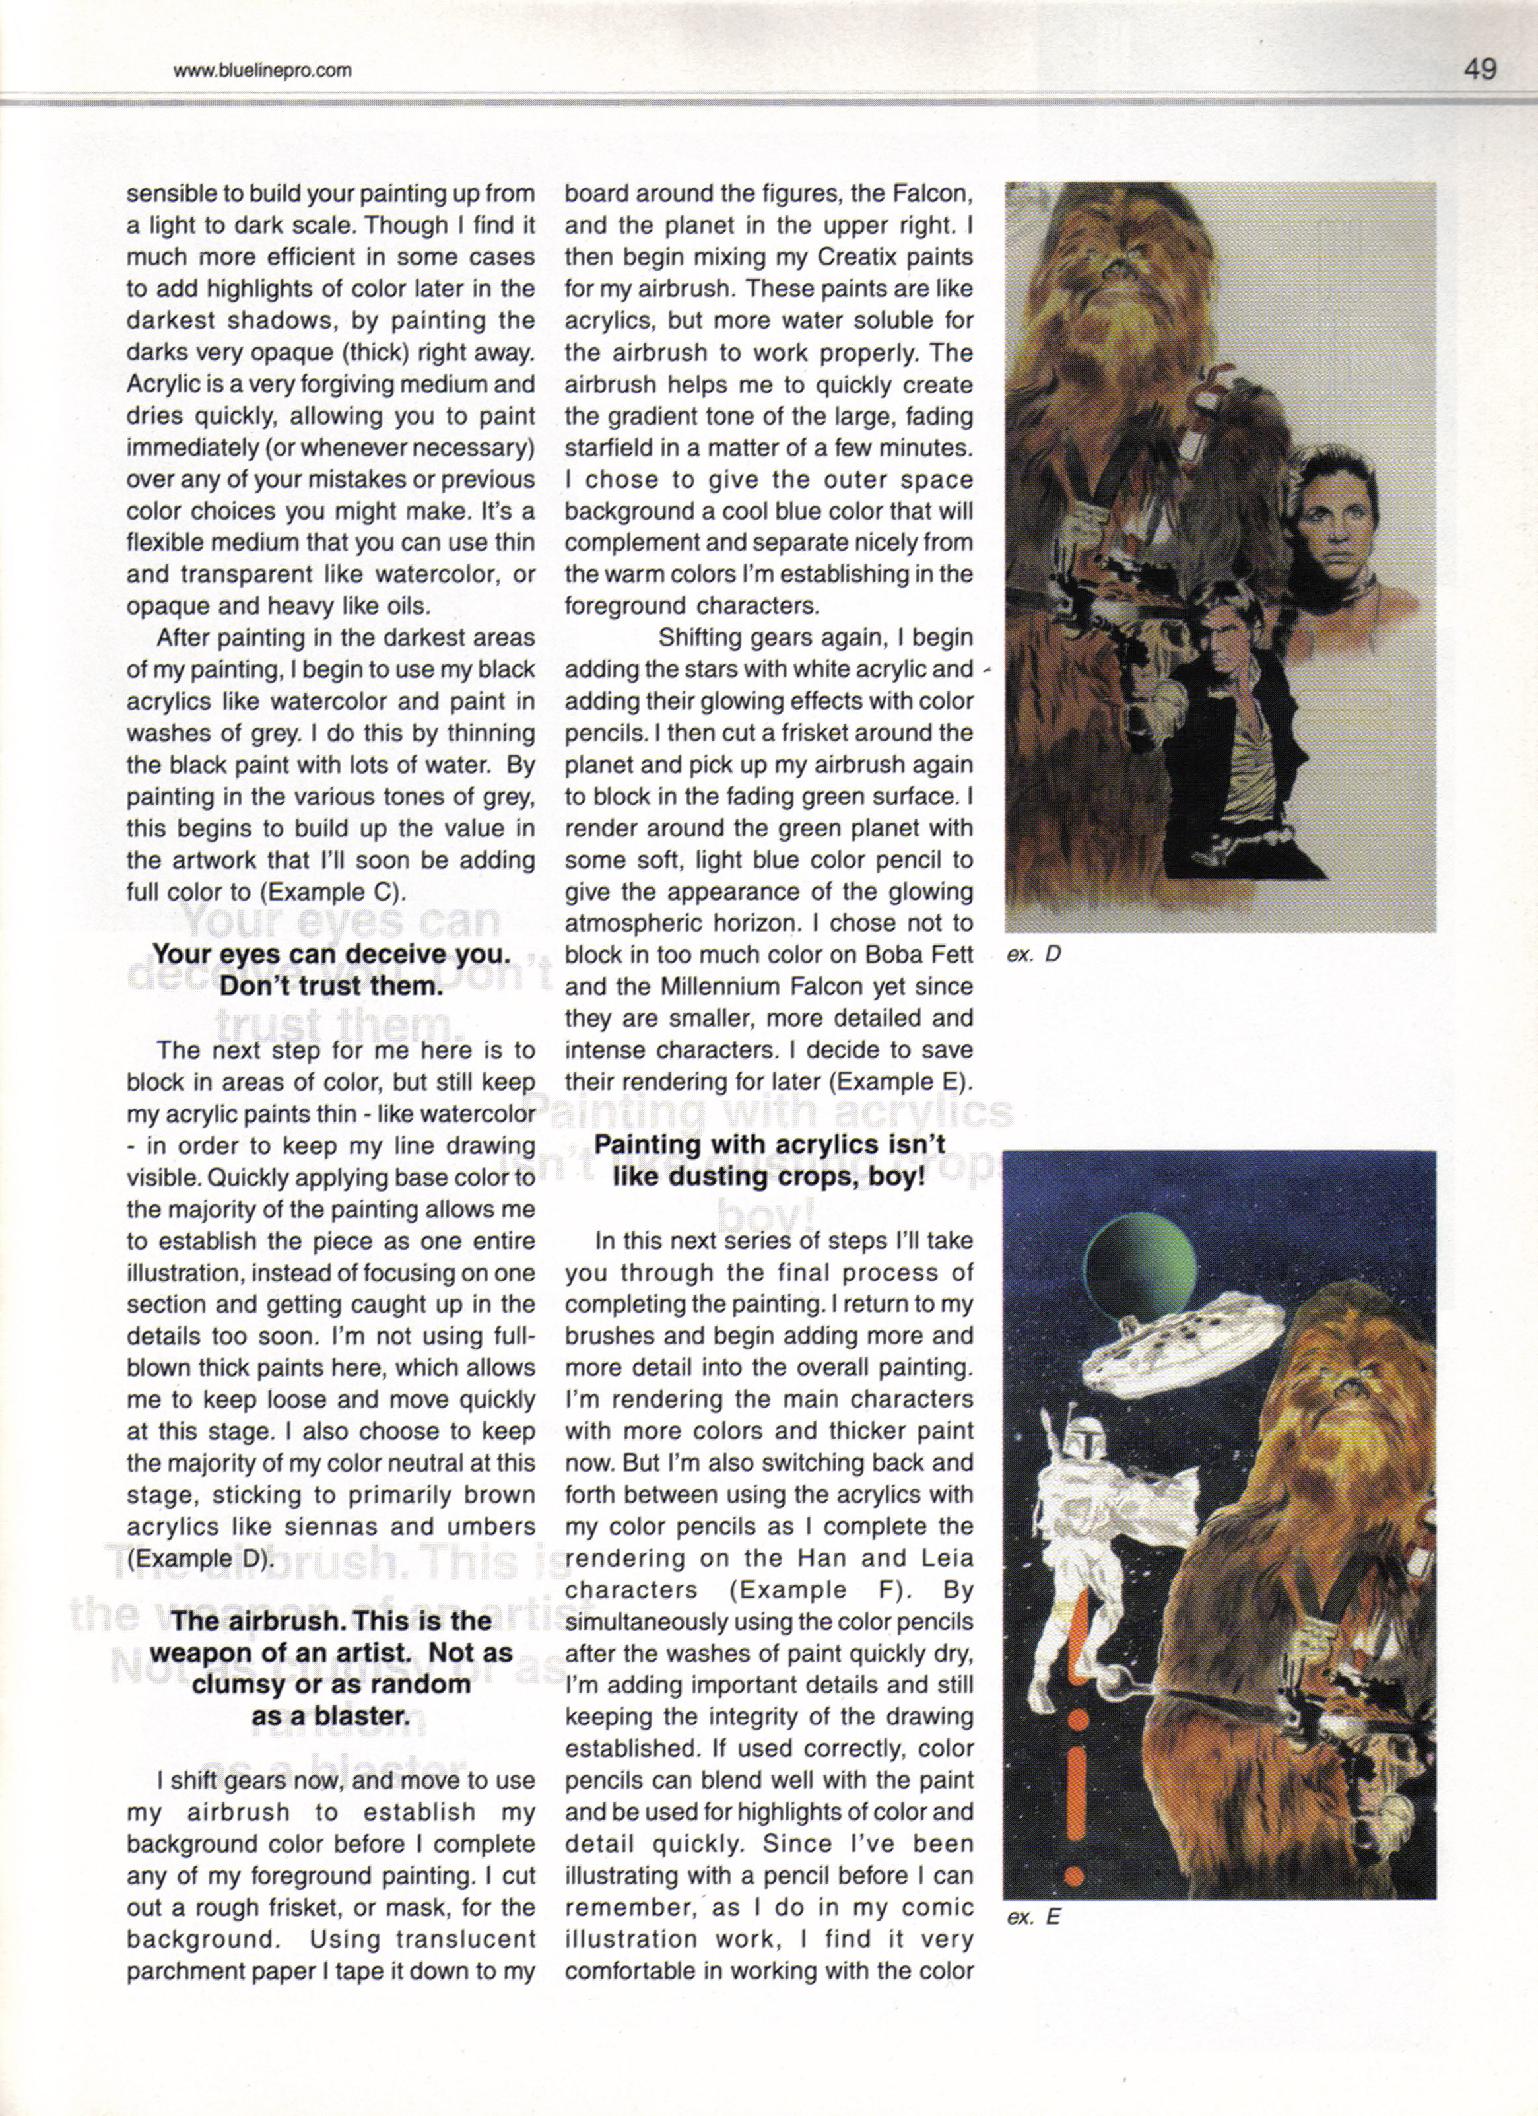 www.bluelinepro.com
49
sensible to build your painting up from
a light to dark scale. Though I find it
much more efficient in some cases
to add highlights of color later in the
darkest shadows, by painting the
darks very opaque (thick) right away.
Acrylic is a very forgiving medium and
dries quickly, allowing you to paint
immediately (or whenever necessary)
over any of your mistakes or previous
color choices you might make. It's a
flexible medium that you can use thin
and transparent like watercolor, or
opaque and heavy like oils.
After painting in the darkest areas
of my painting, I begin to use my black
acrylics like watercolor and paint in
washes of grey. I do this by thinning
the black paint with lots of water. By
painting in the various tones of grey,
this begins to build up the value in
the artwork that I'll soon be adding
full color to (Example C).
Your eyes can
deceive you. Don't
trust them.
Your eyes can deceive you.
Don't trust them.
The next step for me here is to
block in areas of color, but still keep
my acrylic paints thin - like watercolor
- in order to keep my line drawing
visible. Quickly applying base color to
the majority of the painting allows me
to establish the piece as one entire
illustration, instead of focusing on one
section and getting caught up in the
details too soon. I'm not using full-
blown thick paints here, which allows
me to keep loose and move quickly
at this stage. I also choose to keep
the majority of my color neutral at this
stage, sticking to primarily brown
acrylics like siennas and umbers
(Example D).
The airbrush. This is
the weapon of an artist.
Not as clumsy or as
random
as a blaster.
The airbrush. This is the
weapon of an artist. Not as
clumsy or as random
as a blaster.
I shift gears now, and move to use
my airbrush to establish my
background color before I complete
any of my foreground painting. I cut
out a rough frisket, or mask, for the
background. Using translucent
parchment paper I tape it down to my
board around the figures, the Falcon,
and the planet in the upper right. I
then begin mixing my Creatix paints
for my airbrush. These paints are like
acrylics, but more water soluble for
the airbrush to work properly. The
airbrush helps me to quickly create
the gradient tone of the large, fading
starfield in a matter of a few minutes.
I chose to give the outer space
background a cool blue color that will
complement and separate nicely from
the warm colors I'm establishing in the
foreground characters.
Shifting gears again, I begin
adding the stars with white acrylic and
adding their glowing effects with color
pencils. I then cut a frisket around the
planet and pick up my airbrush again
to block in the fading green surface. I
render around the green planet with
some soft, light blue color pencil to
give the appearance of the glowing
atmospheric horizon. I chose not to
block in too much color on Boba Fett
and the Millennium Falcon yet since
they are smaller, more detailed and
intense characters. I decide to save
their rendering for later (Example E).
Painting with acrylics
isn't like dusting crops,
boy!
Painting with acrylics isn't
like dusting crops, boy!
In this next series of steps I'll take
you through the final process of
completing the painting. I return to my
brushes and begin adding more and
more detail into the overall painting.
I'm rendering the main characters
with more colors and thicker paint
now. But I'm also switching back and
forth between using the acrylics with
my color pencils as I complete the
rendering on the Han and Leia
characters (Example F). By
simultaneously using the color pencils
after the washes of paint quickly dry,
I'm adding important details and still
keeping the integrity of the drawing
established. If used correctly, color
pencils can blend well with the paint
and be used for highlights of color and
detail quickly. Since I've been
illustrating with a pencil before I can
remember, as I do in my comic
illustration work, I find it very
comfortable in working with the color
ex. D
ex. E